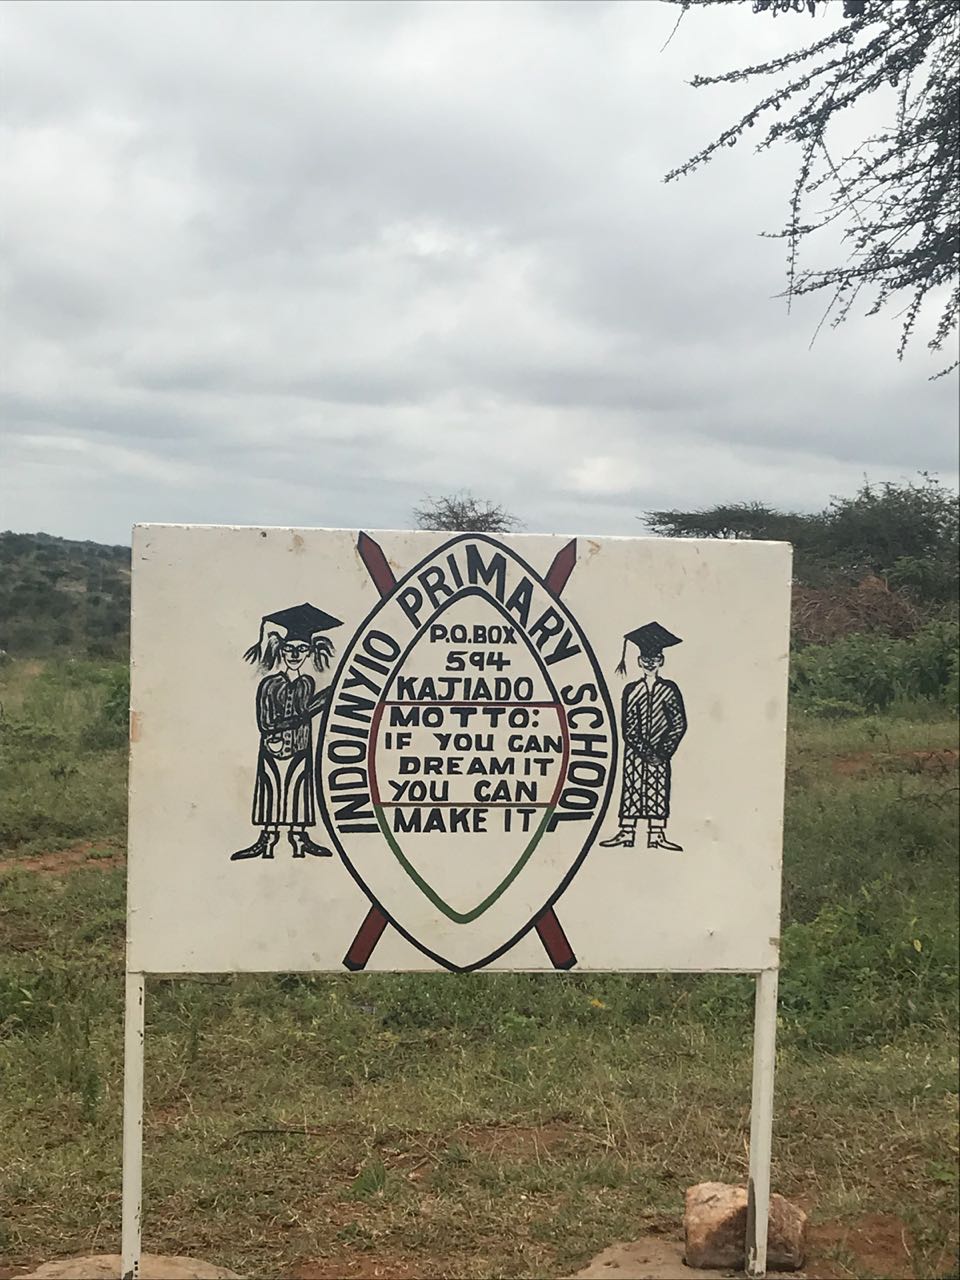 INDOINYIO PRIMARY SCHOOL
P.O.BOX
594
KAJIADO
MOTTO:
IF YOU CAN
DREAM IT
YOU CAN
MAKE IT